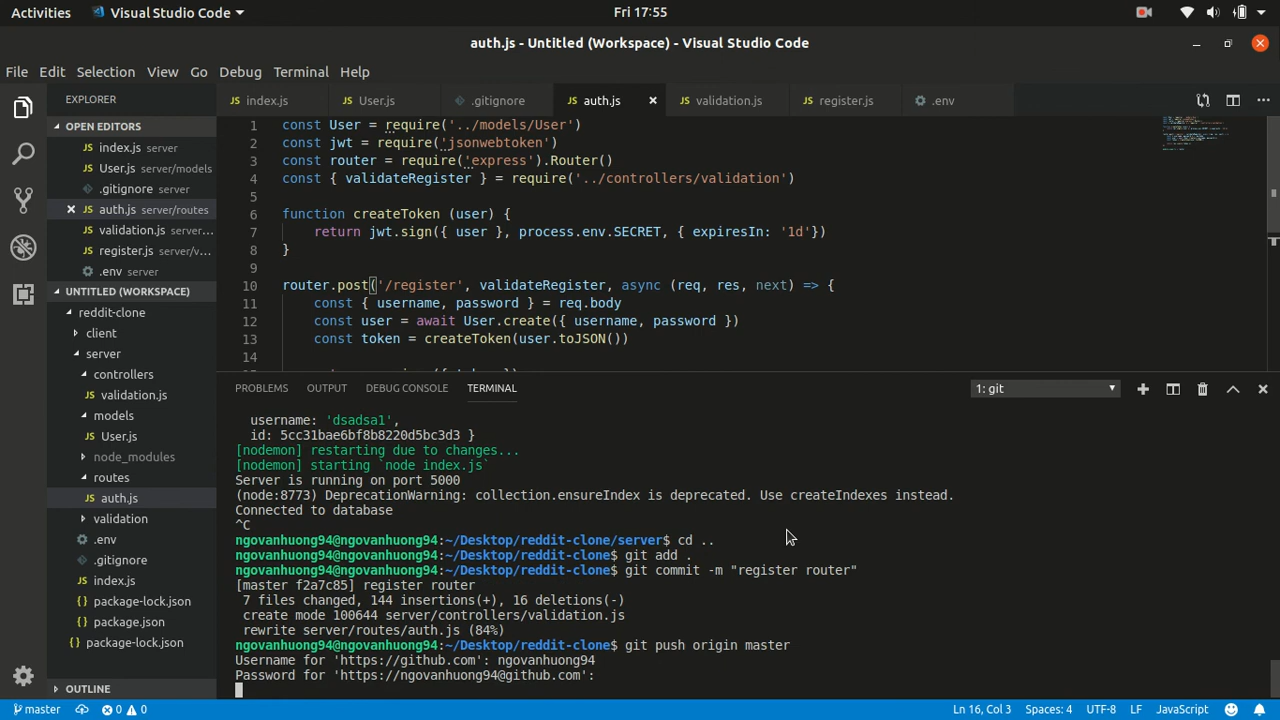 Activities
Visual Studio Code
Fri 17:55
auth.js - Untitled (Workspace) - Visual Studio Code
File Edit Selection View Go Debug Terminal Help
EXPLORER
OPEN EDITORS
index.js server
User.js server/models
.gitignore server
auth.js server/routes
validation.js server...
register.js server/v...
.env server
UNTITLED (WORKSPACE)
reddit-clone
client
server
controllers
validation.js
models
User.js
node_modules
routes
auth.js
validation
.env
.gitignore
index.js
package-lock.json
package.json
package-lock.json
OUTLINE
index.js User.js .gitignore auth.js validation.js register.js .env
1 const User = require('../models/User')
2 const jwt = require('jsonwebtoken')
3 const router = require('express').Router()
4 const { validateRegister } = require('../controllers/validation')
5
6 function createToken (user) {
7 return jwt.sign({ user }, process.env.SECRET, { expiresIn: '1d'})
8 }
9
10 router.post('/register', validateRegister, async (req, res, next) => {
11 const { username, password } = req.body
12 const user = await User.create({ username, password })
13 const token = createToken(user.toJSON())
14
PROBLEMS OUTPUT DEBUG CONSOLE TERMINAL
1: git
username: 'dsadsa1',
id: 5cc31bae6bf8b8220d5bc3d3 }
[nodemon] restarting due to changes...
[nodemon] starting `node index.js`
Server is running on port 5000
(node:8773) DeprecationWarning: collection.ensureIndex is deprecated. Use createIndexes instead.
Connected to database
^C
ngovanhuong94@ngovanhuong94:~/Desktop/reddit-clone/server$ cd ..
ngovanhuong94@ngovanhuong94:~/Desktop/reddit-clone$ git add .
ngovanhuong94@ngovanhuong94:~/Desktop/reddit-clone$ git commit -m "register router"
[master f2a7c85] register router
7 files changed, 144 insertions(+), 16 deletions(-)
create mode 100644 server/controllers/validation.js
rewrite server/routes/auth.js (84%)
ngovanhuong94@ngovanhuong94:~/Desktop/reddit-clone$ git push origin master
Username for 'https://github.com': ngovanhuong94
Password for 'https://ngovanhuong94@github.com':
master 0 0
Ln 16, Col 3 Spaces: 4 UTF-8 LF JavaScript